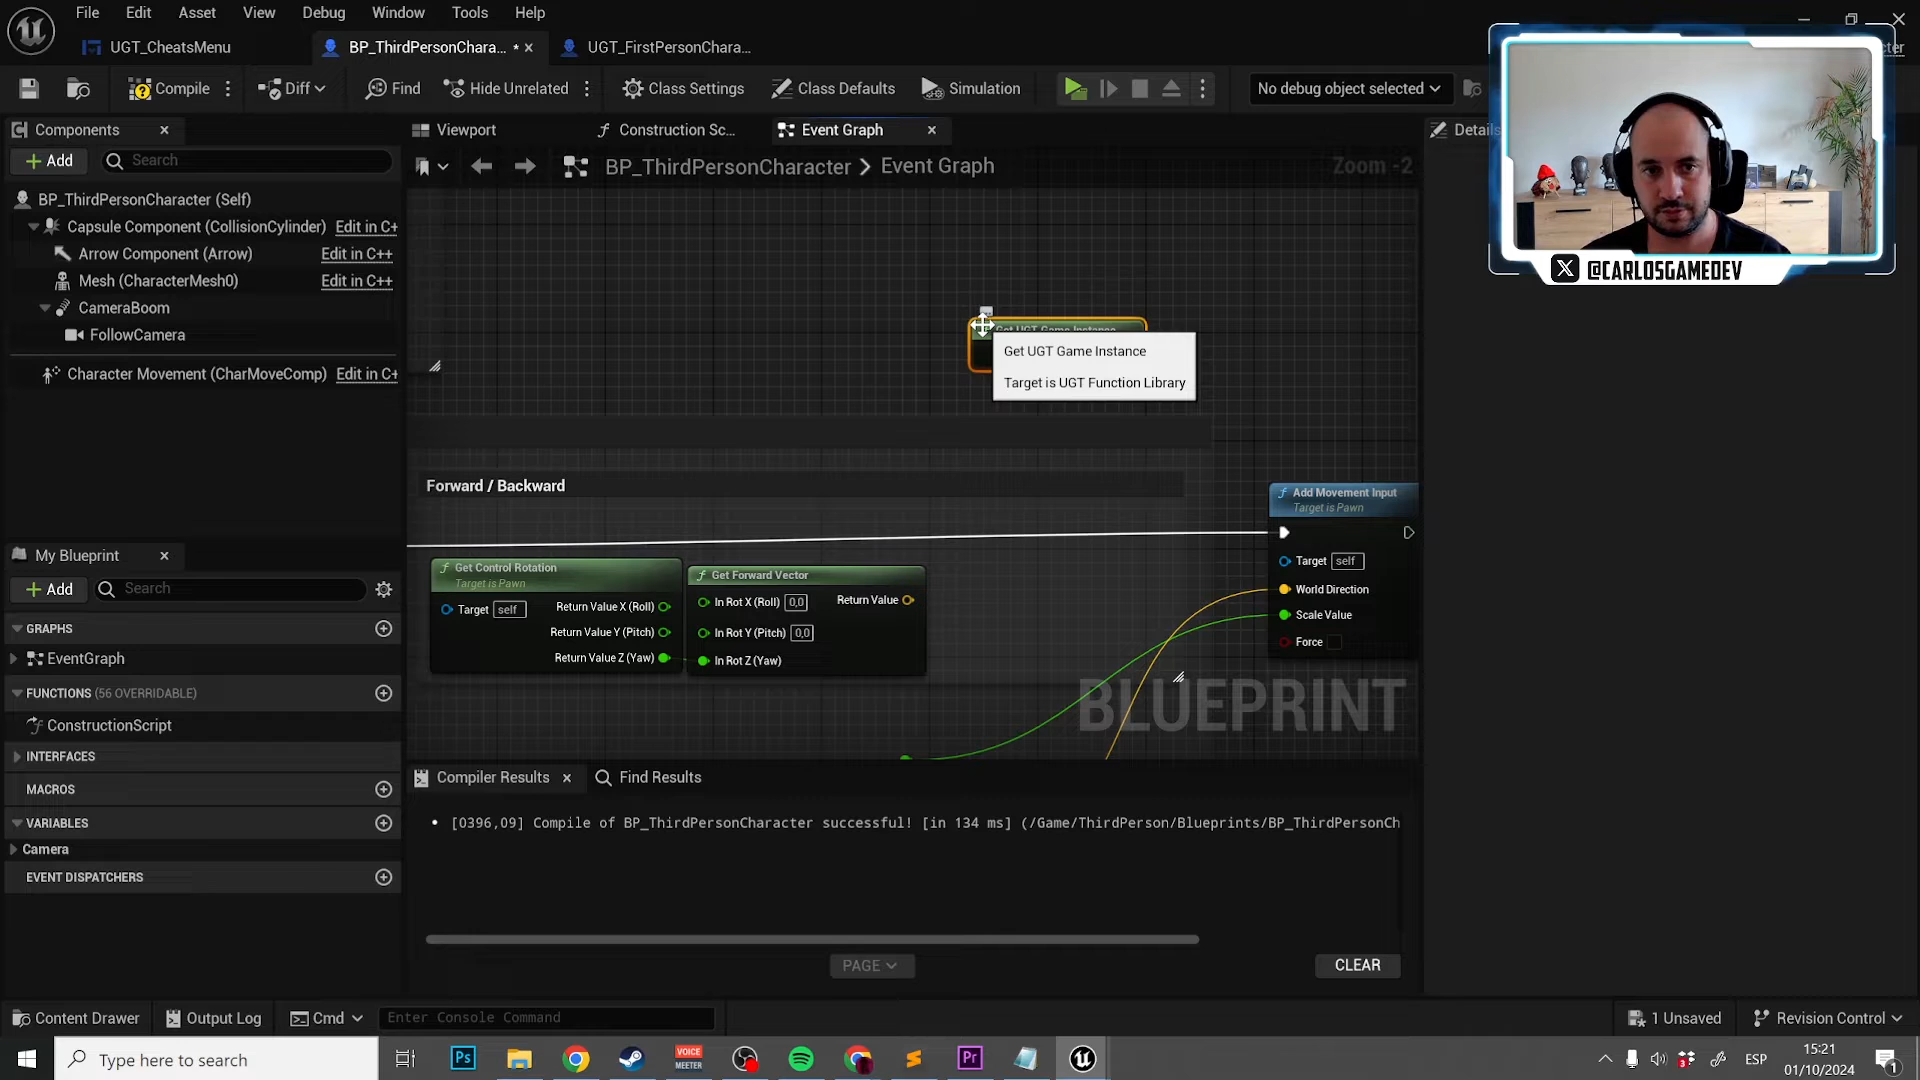 File Edit Asset View Debug Window Tools Help
UGT_CheatsMenu
BP_ThirdPersonChara... *
UGT_FirstPersonChara...
Compile
Diff
Find
Hide Unrelated
Class Settings
Class Defaults
Simulation
No debug object selected
Components
Add
Search
BP_ThirdPersonCharacter (Self)
Capsule Component (CollisionCylinder) Edit in C+
Arrow Component (Arrow) Edit in C++
Mesh (CharacterMesh0) Edit in C++
CameraBoom
FollowCamera
Character Movement (CharMoveComp) Edit in C+
My Blueprint
Add
Search
GRAPHS
EventGraph
FUNCTIONS (56 OVERRIDABLE)
ConstructionScript
INTERFACES
MACROS
VARIABLES
Camera
EVENT DISPATCHERS
Viewport
Construction Sc...
Event Graph
BP_ThirdPersonCharacter > Event Graph
Zoom -2
Get UGT Game Instance
Get UGT Game Instance
Target is UGT Function Library
Forward / Backward
Get Control Rotation
Target is Pawn
Target self
Return Value X (Roll)
Return Value Y (Pitch)
Return Value Z (Yaw)
Get Forward Vector
In Rot X (Roll) 0,0
Return Value
In Rot Y (Pitch) 0,0
In Rot Z (Yaw)
Add Movement Input
Target is Pawn
Target self
World Direction
Scale Value
Force
BLUEPRINT
Compiler Results
Find Results
[0396,09] Compile of BP_ThirdPersonCharacter successful! [in 134 ms] (/Game/ThirdPerson/Blueprints/BP_ThirdPersonCh
PAGE
CLEAR
Details
@CARLOSGAMEDEV
Content Drawer
Output Log
Cmd
Enter Console Command
1 Unsaved
Revision Control
Type here to search
Ps
VOICE
MEETER
Pr
ESP
15:21
01/10/2024